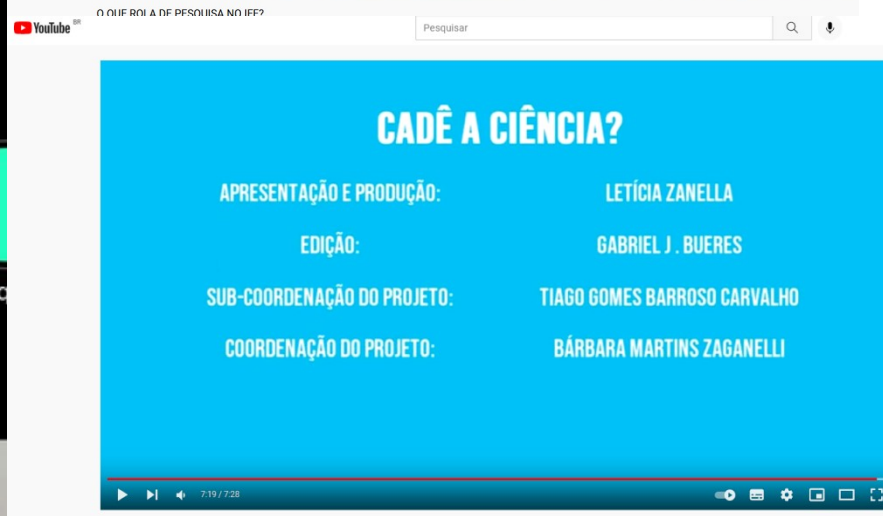 O QUE ROLA DE PESQUISA NO IFF?
YouTube BR
Pesquisar
CADÊ A CIÊNCIA?
APRESENTAÇÃO E PRODUÇÃO: LETÍCIA ZANELLA
EDIÇÃO: GABRIEL J . BUERES
SUB-COORDENAÇÃO DO PROJETO: TIAGO GOMES BARROSO CARVALHO
COORDENAÇÃO DO PROJETO: BÁRBARA MARTINS ZAGANELLI
7:19 / 7:28